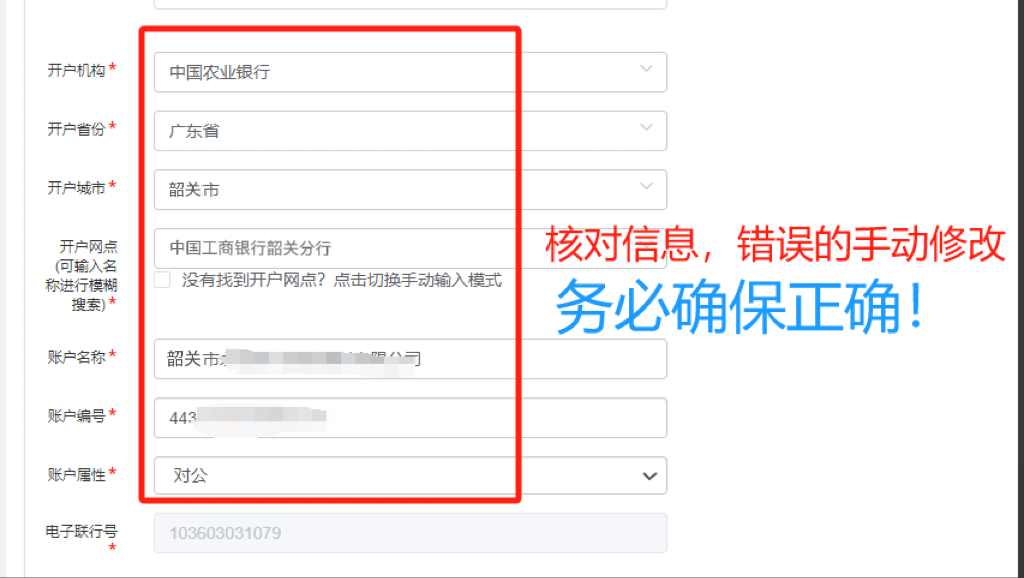 开户机构* 中国农业银行
开户省份* 广东省
开户城市* 韶关市
开户网点
(可输入名
称进行模糊
搜索)*
中国工商银行韶关分行
没有找到开户网点？点击切换手动输入模式
核对信息，错误的手动修改
务必确保正确！
账户名称* 韶关市 有限公司
账户编号* 443
账户属性* 对公
电子联行号
* 103603031079